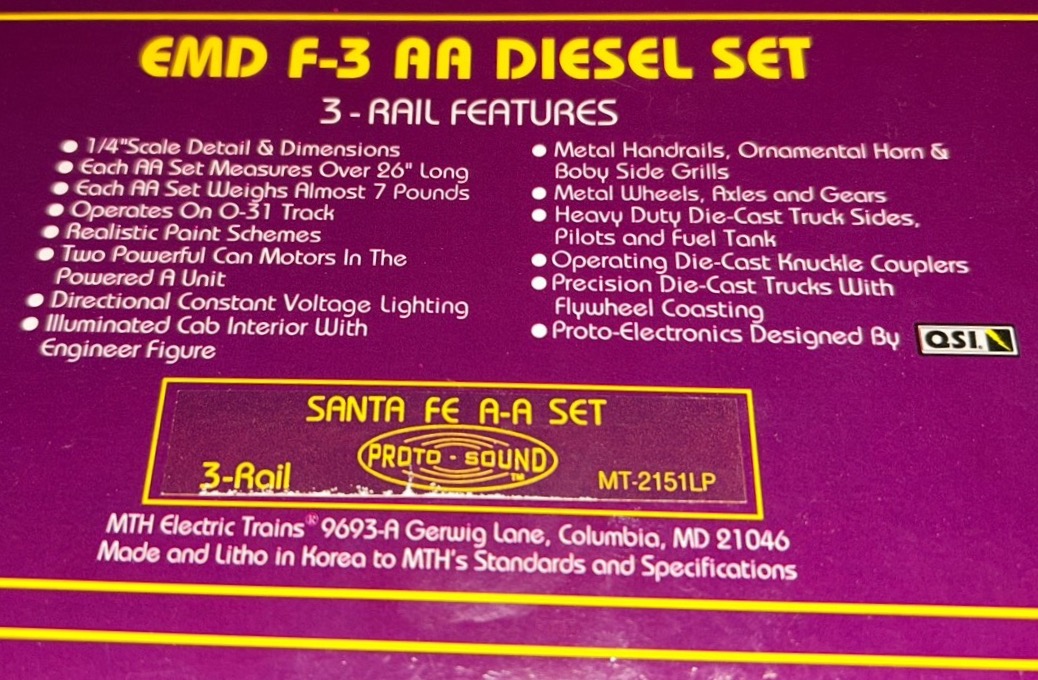 EMD F-3 AA DIESEL SET
3 - RAIL FEATURES
● 1/4"Scale Detail & Dimensions
● Each AA Set Measures Over 26" Long
● Each AA Set Weighs Almost 7 Pounds
● Operates On O-31 Track
● Realistic Paint Schemes
● Two Powerful Can Motors In The
Powered A Unit
● Directional Constant Voltage Lighting
● Illuminated Cab Interior With
Engineer Figure
● Metal Handrails, Ornamental Horn &
Boby Side Grills
● Metal Wheels, Axles and Gears
● Heavy Duty Die-Cast Truck Sides,
Pilots and Fuel Tank
● Operating Die-Cast Knuckle Couplers
● Precision Die-Cast Trucks With
Flywheel Coasting
● Proto-Electronics Designed By QSI.
SANTA FE A-A SET
PROTO - SOUND™
3-Rail MT-2151LP
MTH Electric Trains® 9693-A Gerwig Lane, Columbia, MD 21046
Made and Litho in Korea to MTH's Standards and Specifications